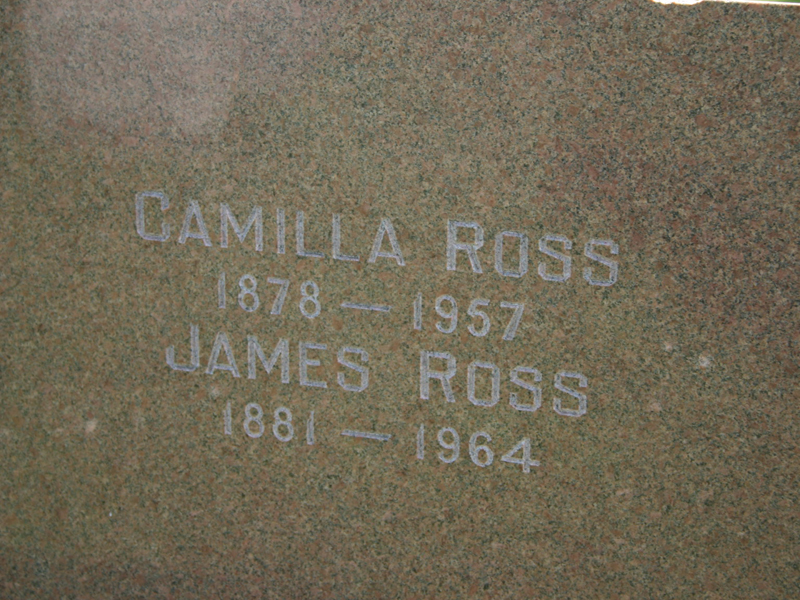 CAMILLA ROSS
1878 — 1957
JAMES ROSS
1881 — 1964